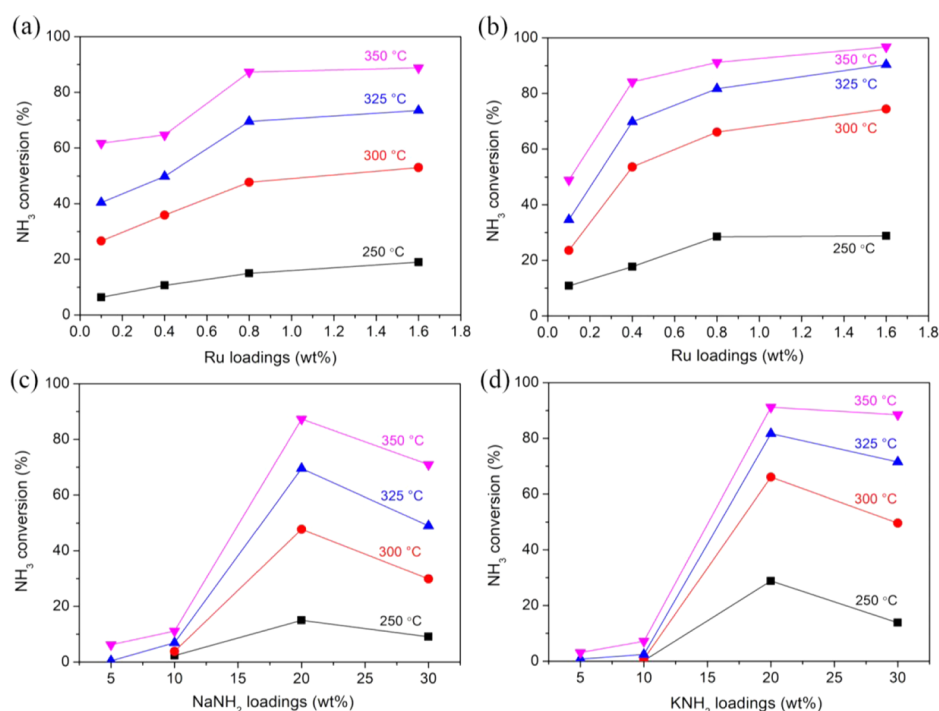 (a)
100
80
60
40
20
0
NH₃ conversion (%)
350 °C
325 °C
300 °C
250 °C
0.0 0.2 0.4 0.6 0.8 1.0 1.2 1.4 1.6 1.8
Ru loadings (wt%)
(b)
100
80
60
40
20
0
NH₃ conversion (%)
350 °C
325 °C
300 °C
250 °C
0.0 0.2 0.4 0.6 0.8 1.0 1.2 1.4 1.6 1.8
Ru loadings (wt%)
(c)
100
80
60
40
20
0
NH₃ conversion (%)
350 °C
325 °C
300 °C
250 °C
5 10 15 20 25 30
NaNH₂ loadings (wt%)
(d)
100
80
60
40
20
0
NH₃ conversion (%)
350 °C
325 °C
300 °C
250 °C
5 10 15 20 25 30
KNH₂ loadings (wt%)